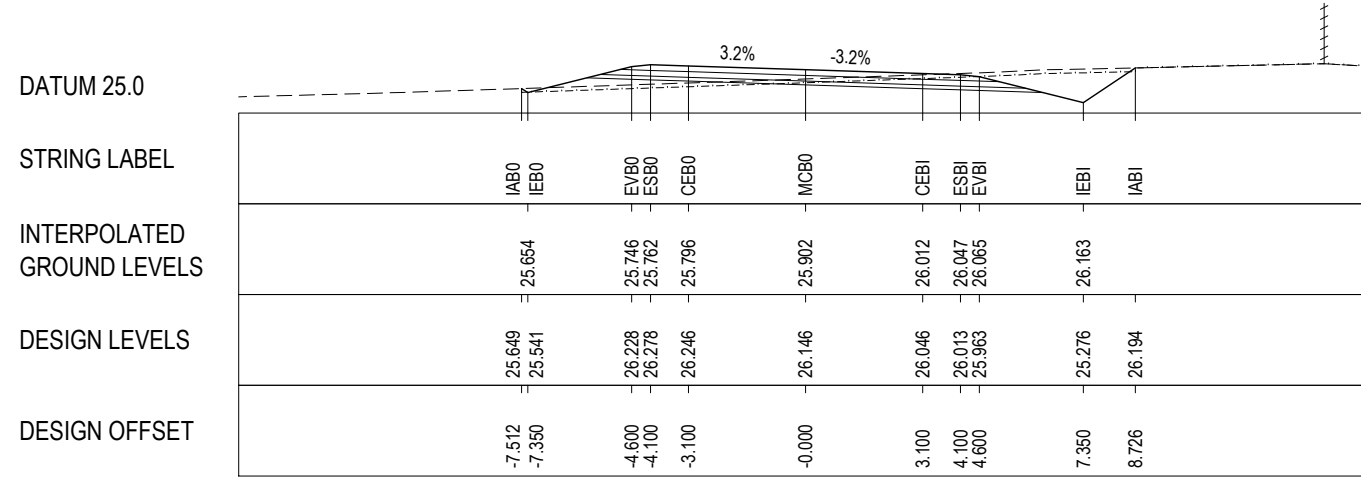 3.2% -3.2%
DATUM 25.0
STRING LABEL IAB0 IEB0 EVB0 ESB0 CEB0 MCB0 CEBI ESBI EVBI IEBI IABI
INTERPOLATED
GROUND LEVELS 25.654 25.746 25.762 25.796 25.902 26.012 26.047 26.065 26.163
DESIGN LEVELS 25.649 25.541 26.228 26.278 26.246 26.146 26.046 26.013 25.963 25.276 26.194
DESIGN OFFSET -7.512 -7.350 -4.600 -4.100 -3.100 -0.000 3.100 4.100 4.600 7.350 8.726